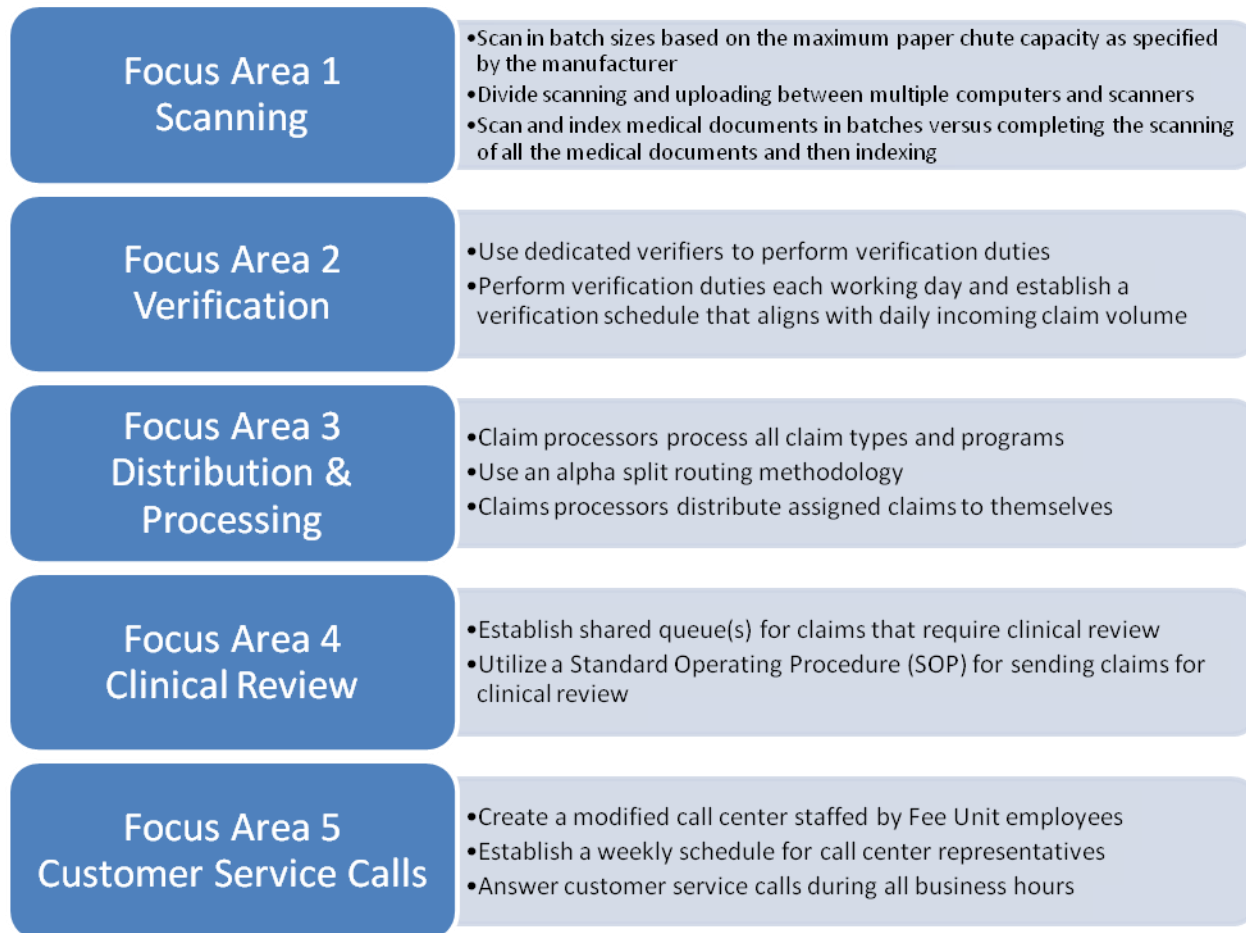 Focus Area 1
Scanning
•Scan in batch sizes based on the maximum paper chute capacity as specified
by the manufacturer
•Divide scanning and uploading between multiple computers and scanners
•Scan and index medical documents in batches versus completing the scanning
of all the medical documents and then indexing
Focus Area 2
Verification
•Use dedicated verifiers to perform verification duties
•Perform verification duties each working day and establish a
verification schedule that aligns with daily incoming claim volume
Focus Area 3
Distribution &
Processing
•Claim processors process all claim types and programs
•Use an alpha split routing methodology
•Claims processors distribute assigned claims to themselves
Focus Area 4
Clinical Review
•Establish shared queue(s) for claims that require clinical review
•Utilize a Standard Operating Procedure (SOP) for sending claims for
clinical review
Focus Area 5
Customer Service Calls
•Create a modified call center staffed by Fee Unit employees
•Establish a weekly schedule for call center representatives
•Answer customer service calls during all business hours